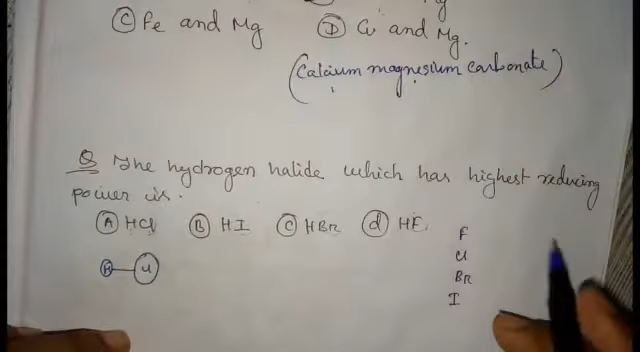 © Fe and Mg Ⓓ Ca and Mg.
(Calcium magnesium carbonate)
Q The hydrogen halide which has highest reducing
power is.
Ⓐ HCl Ⓑ HI Ⓒ HBR ⓓ HF
F
Cl
BR
I
H Cl